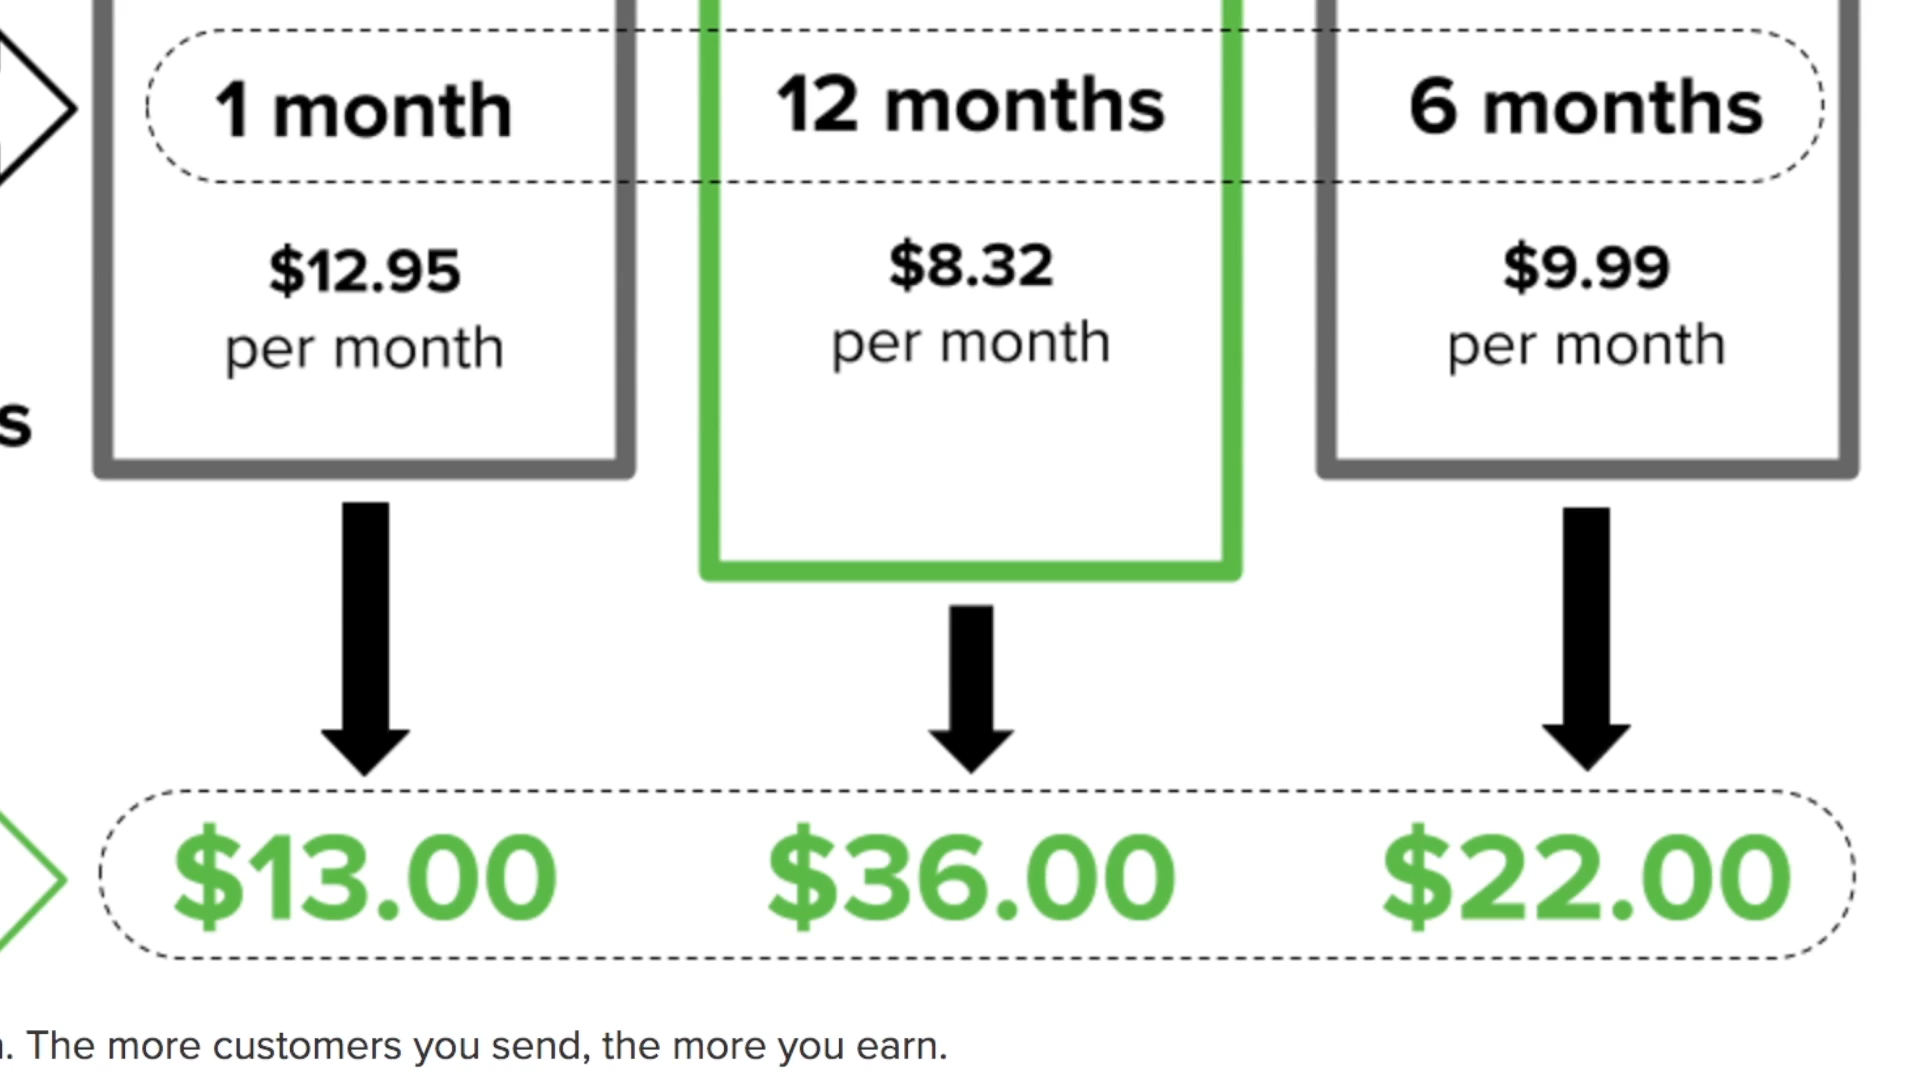 1 month
$12.95
per month
12 months
$8.32
per month
6 months
$9.99
per month
s
$13.00
$36.00
$22.00
. The more customers you send, the more you earn.